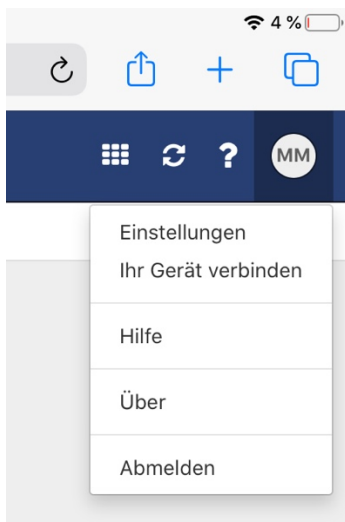 4 %
?
MM
Einstellungen
Ihr Gerät verbinden
Hilfe
Über
Abmelden